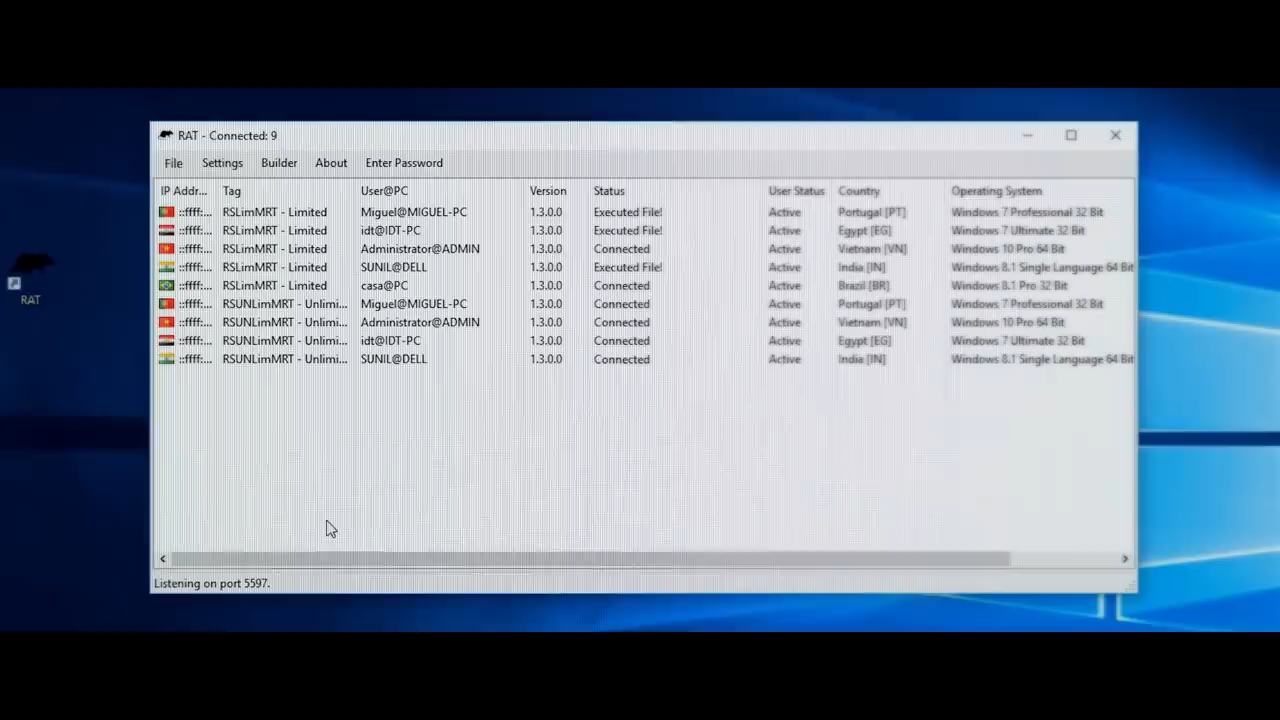 RAT - Connected: 9
File Settings Builder About Enter Password
IP Addr... Tag User@PC Version Status User Status Country Operating System
::ffff:... RSLimMRT - Limited Miguel@MIGUEL-PC 1.3.0.0 Executed File! Active Portugal [PT] Windows 7 Professional 32 Bit
::ffff:... RSLimMRT - Limited idt@IDT-PC 1.3.0.0 Executed File! Active Egypt [EG] Windows 7 Ultimate 32 Bit
::ffff:... RSLimMRT - Limited Administrator@ADMIN 1.3.0.0 Connected Active Vietnam [VN] Windows 10 Pro 64 Bit
::ffff:... RSLimMRT - Limited SUNIL@DELL 1.3.0.0 Executed File! Active India [IN] Windows 8.1 Single Language 64 Bit
::ffff:... RSLimMRT - Limited casa@PC 1.3.0.0 Connected Active Brazil [BR] Windows 8.1 Pro 32 Bit
::ffff:... RSUNLimMRT - Unlimi... Miguel@MIGUEL-PC 1.3.0.0 Connected Active Portugal [PT] Windows 7 Professional 32 Bit
::ffff:... RSUNLimMRT - Unlimi... Administrator@ADMIN 1.3.0.0 Connected Active Vietnam [VN] Windows 10 Pro 64 Bit
::ffff:... RSUNLimMRT - Unlimi... idt@IDT-PC 1.3.0.0 Connected Active Egypt [EG] Windows 7 Ultimate 32 Bit
::ffff:... RSUNLimMRT - Unlimi... SUNIL@DELL 1.3.0.0 Connected Active India [IN] Windows 8.1 Single Language 64 Bit
RAT
Listening on port 5597.